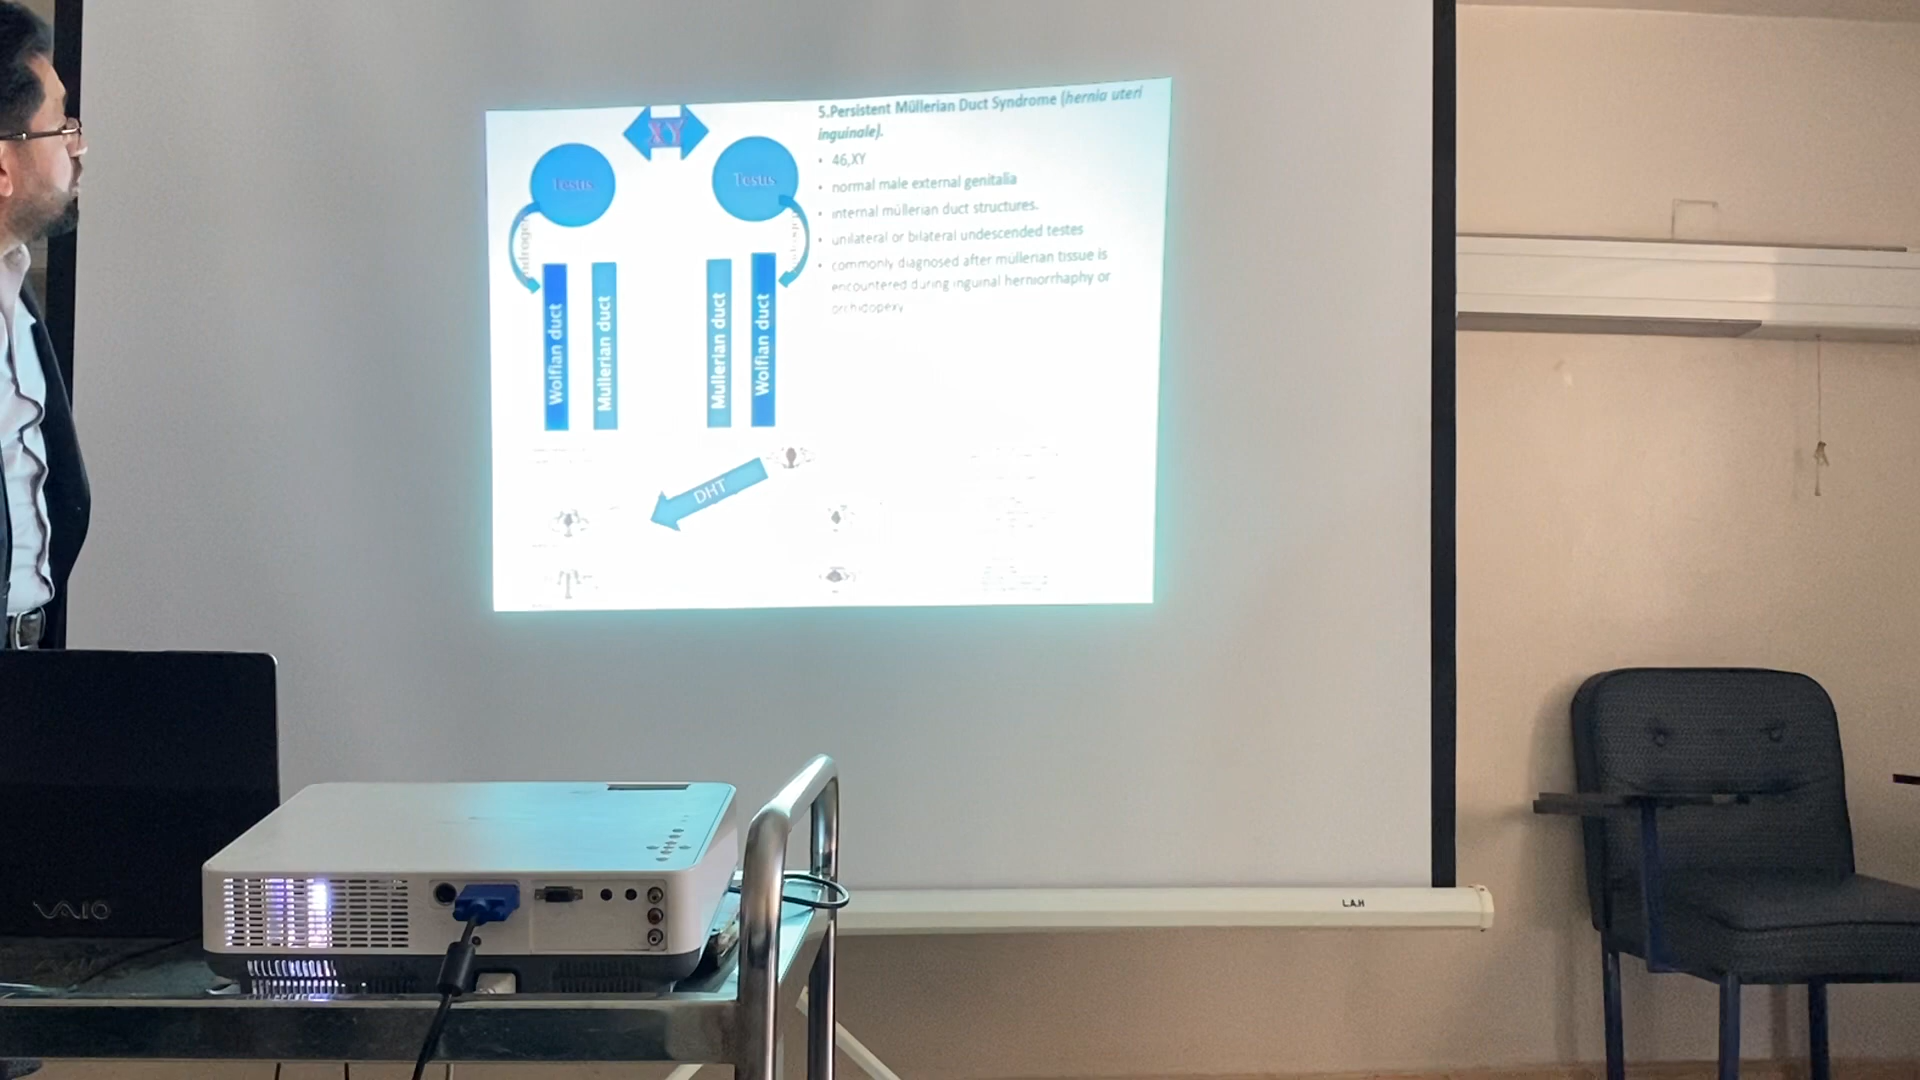 5.Persistent Müllerian Duct Syndrome (hernia uteri
inguinale).
• 46,XY
• normal male external genitalia
• internal müllerian duct structures.
• unilateral or bilateral undescended testes
• commonly diagnosed after müllerian tissue is
encountered during inguinal herniorrhaphy or
orchidopexy
XY
Testis
Testis
Wolfian duct
Mullerian duct
Mullerian duct
Wolfian duct
DHT
VAIO
L.A.H